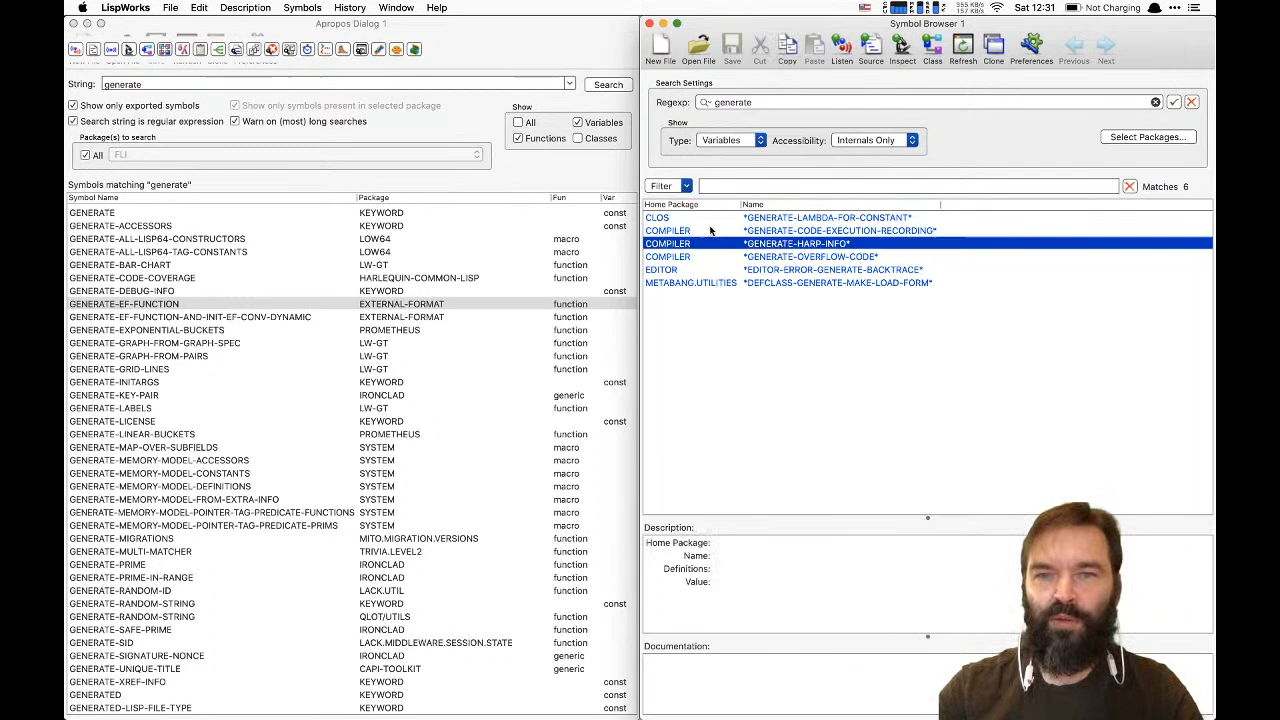 LispWorks File Edit Description Symbols History Window Help
355 KB/s
157 KB/s
Sat 12:31 Not Charging
Apropos Dialog 1
String: generate Search
Show only exported symbols Show only symbols present in selected package
Search string is regular expression Warn on (most) long searches
Package(s) to search
All FLI
Show
All Variables
Functions Classes
Symbols matching "generate"
Symbol Name Package Fun Var
GENERATE KEYWORD const
GENERATE-ACCESSORS KEYWORD const
GENERATE-ALL-LISP64-CONSTRUCTORS LOW64 macro
GENERATE-ALL-LISP64-TAG-CONSTANTS LOW64 macro
GENERATE-BAR-CHART LW-GT function
GENERATE-CODE-COVERAGE HARLEQUIN-COMMON-LISP function
GENERATE-DEBUG-INFO KEYWORD const
GENERATE-EF-FUNCTION EXTERNAL-FORMAT function
GENERATE-EF-FUNCTION-AND-INIT-EF-CONV-DYNAMIC EXTERNAL-FORMAT function
GENERATE-EXPONENTIAL-BUCKETS PROMETHEUS function
GENERATE-GRAPH-FROM-GRAPH-SPEC LW-GT function
GENERATE-GRAPH-FROM-PAIRS LW-GT function
GENERATE-GRID-LINES LW-GT function
GENERATE-INITARGS KEYWORD const
GENERATE-KEY-PAIR IRONCLAD generic
GENERATE-LABELS LW-GT function
GENERATE-LICENSE KEYWORD const
GENERATE-LINEAR-BUCKETS PROMETHEUS function
GENERATE-MAP-OVER-SUBFIELDS SYSTEM macro
GENERATE-MEMORY-MODEL-ACCESSORS SYSTEM macro
GENERATE-MEMORY-MODEL-CONSTANTS SYSTEM macro
GENERATE-MEMORY-MODEL-DEFINITIONS SYSTEM macro
GENERATE-MEMORY-MODEL-FROM-EXTRA-INFO SYSTEM macro
GENERATE-MEMORY-MODEL-POINTER-TAG-PREDICATE-FUNCTIONS SYSTEM macro
GENERATE-MEMORY-MODEL-POINTER-TAG-PREDICATE-PRIMS SYSTEM macro
GENERATE-MIGRATIONS MITO.MIGRATION.VERSIONS function
GENERATE-MULTI-MATCHER TRIVIA.LEVEL2 function
GENERATE-PRIME IRONCLAD function
GENERATE-PRIME-IN-RANGE IRONCLAD function
GENERATE-RANDOM-ID LACK.UTIL function
GENERATE-RANDOM-STRING KEYWORD const
GENERATE-RANDOM-STRING QLOT/UTILS function
GENERATE-SAFE-PRIME IRONCLAD function
GENERATE-SID LACK.MIDDLEWARE.SESSION.STATE function
GENERATE-SIGNATURE-NONCE IRONCLAD generic
GENERATE-UNIQUE-TITLE CAPI-TOOLKIT generic
GENERATE-XREF-INFO KEYWORD const
GENERATED KEYWORD const
GENERATED-LISP-FILE-TYPE KEYWORD const
Symbol Browser 1
New File Open File Save Cut Copy Paste Listen Source Inspect Class Refresh Clone Preferences Previous Next
Search Settings
Regexp: generate
Show
Type: Variables Accessibility: Internals Only Select Packages...
Filter Matches 6
Home Package Name
CLOS *GENERATE-LAMBDA-FOR-CONSTANT*
COMPILER *GENERATE-CODE-EXECUTION-RECORDING*
COMPILER *GENERATE-HARP-INFO*
COMPILER *GENERATE-OVERFLOW-CODE*
EDITOR *EDITOR-ERROR-GENERATE-BACKTRACE*
METABANG.UTILITIES *DEFCLASS-GENERATE-MAKE-LOAD-FORM*
Description:
Home Package:
Name:
Definitions:
Value:
Documentation: